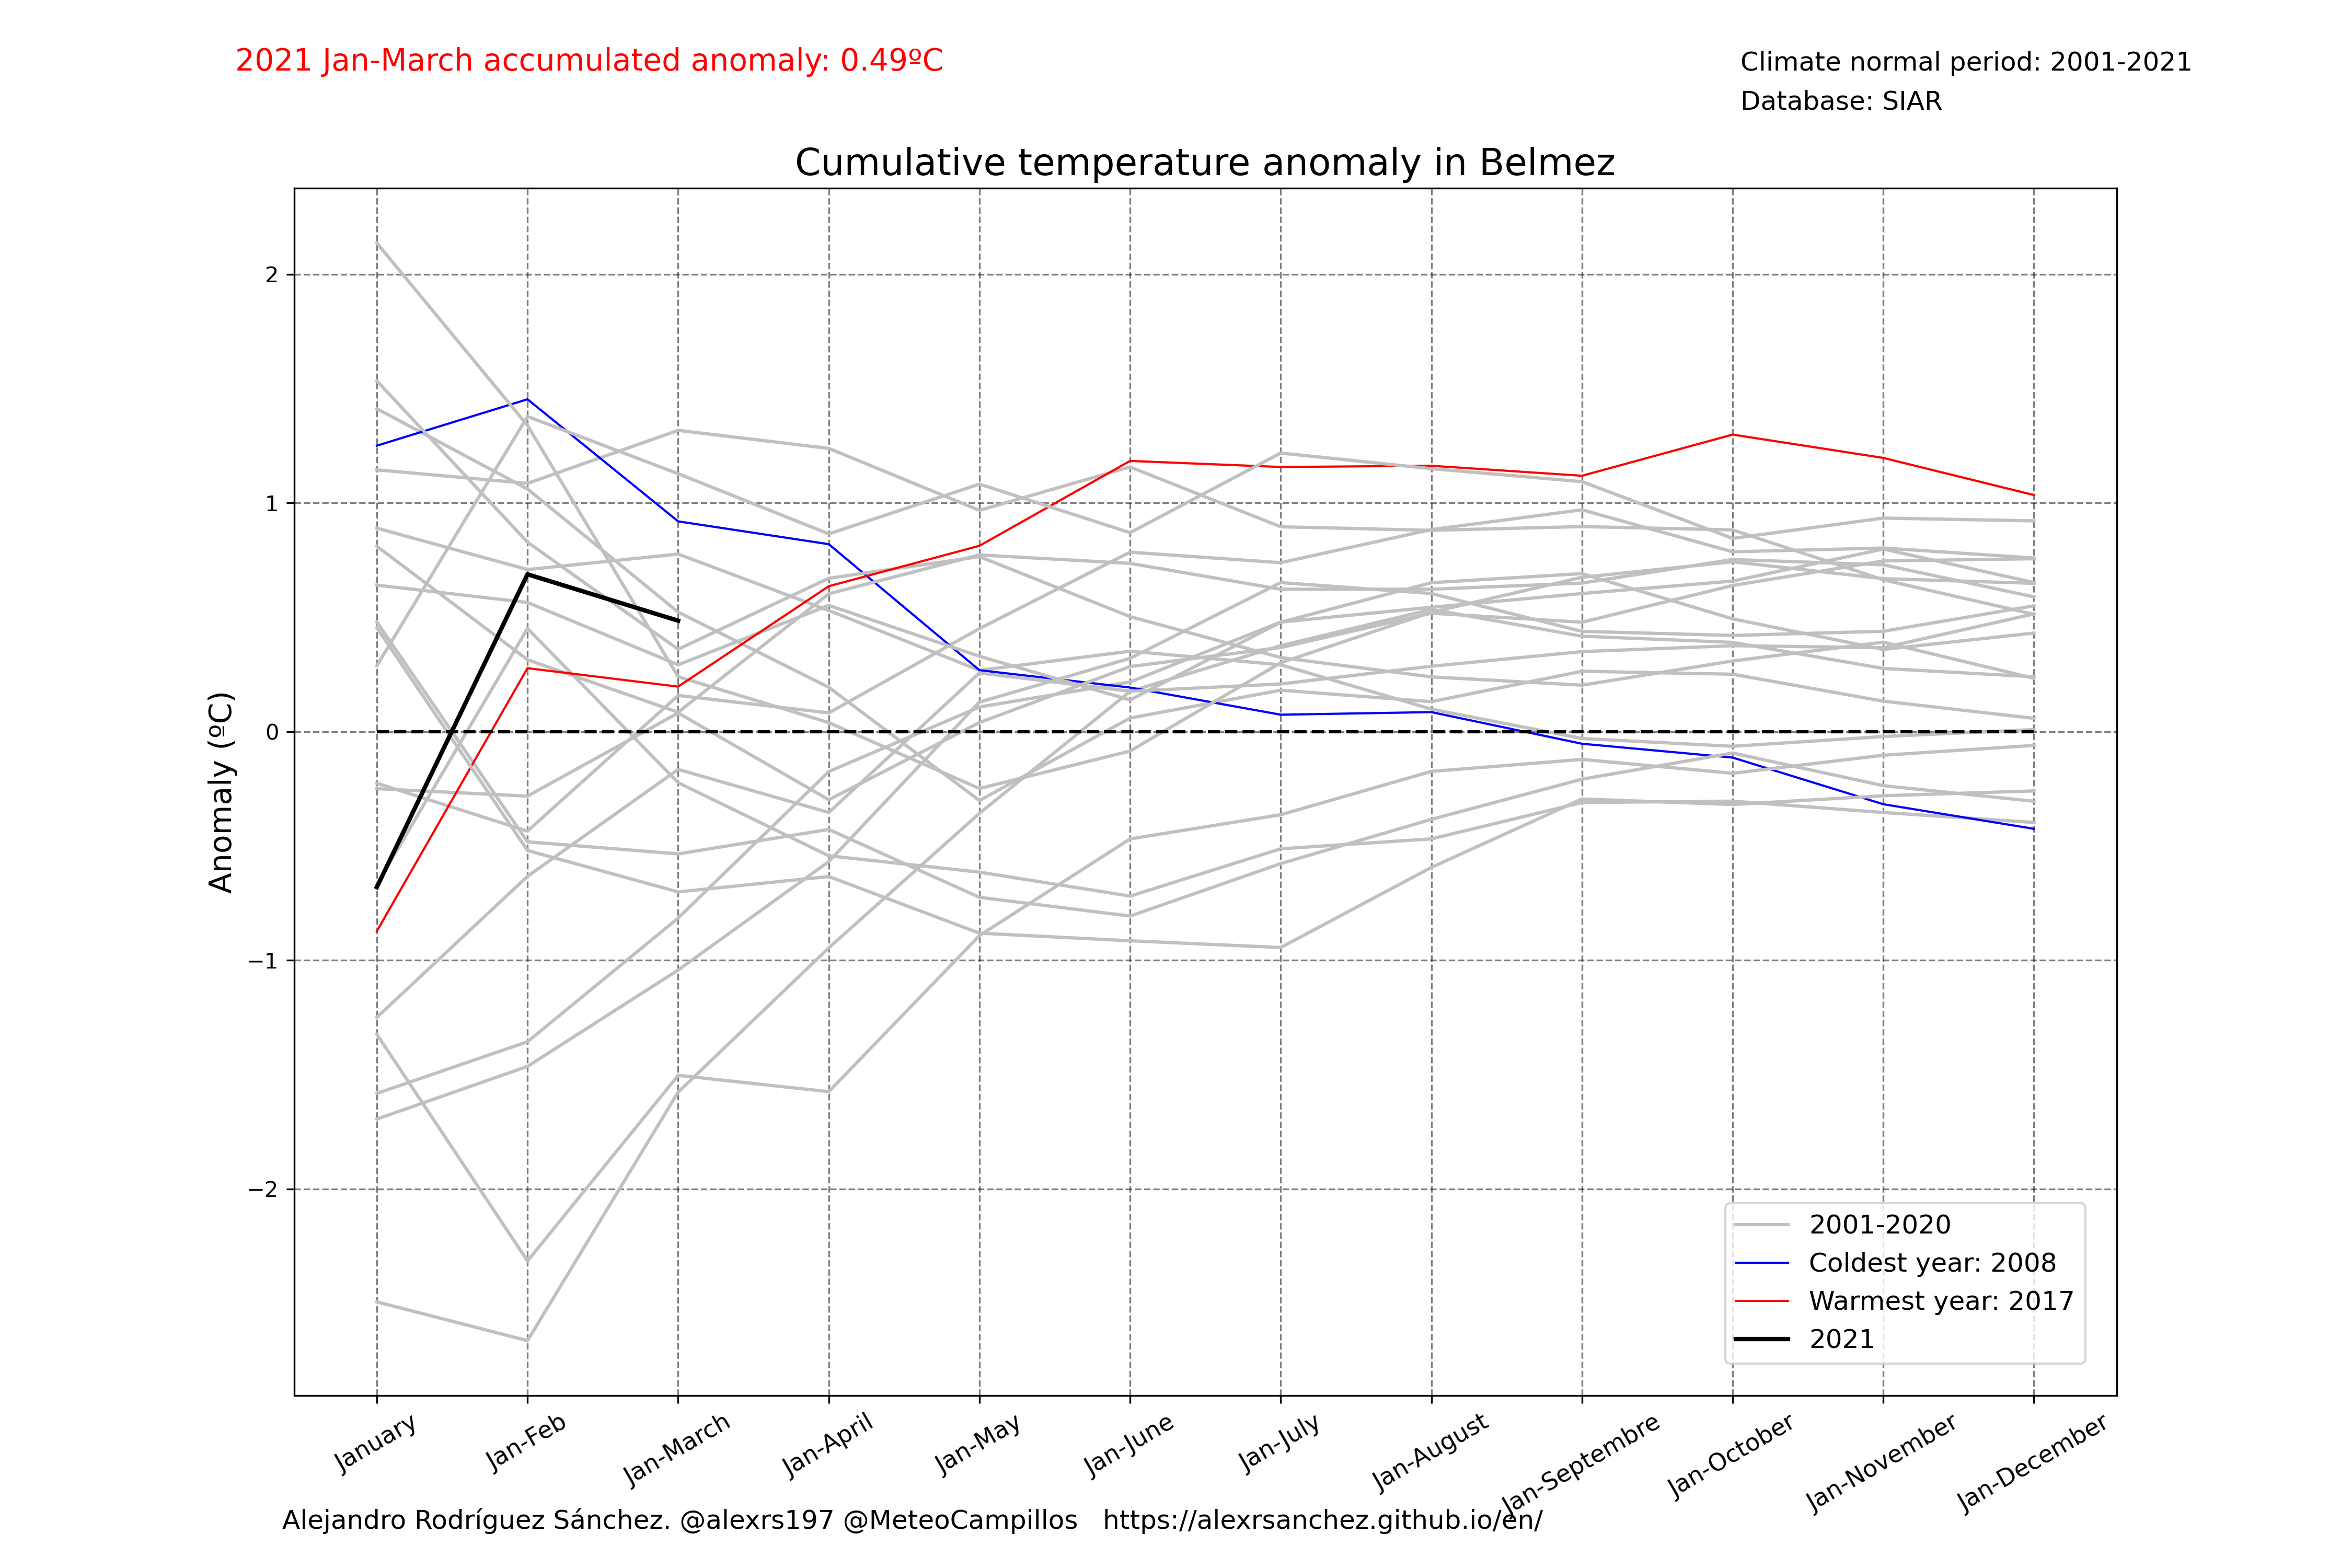 2021 Jan-March accumulated anomaly: 0.49ºC
Climate normal period: 2001-2021
Database: SIAR
Cumulative temperature anomaly in Belmez
Anomaly (ºC)
2
1
0
−1
−2
2001-2020
Coldest year: 2008
Warmest year: 2017
2021
January
Jan-Feb
Jan-March
Jan-April
Jan-May
Jan-June
Jan-July
Jan-August
Jan-Septembre
Jan-October
Jan-November
Jan-December
Alejandro Rodríguez Sánchez. @alexrs197 @MeteoCampillos   https://alexrsanchez.github.io/en/